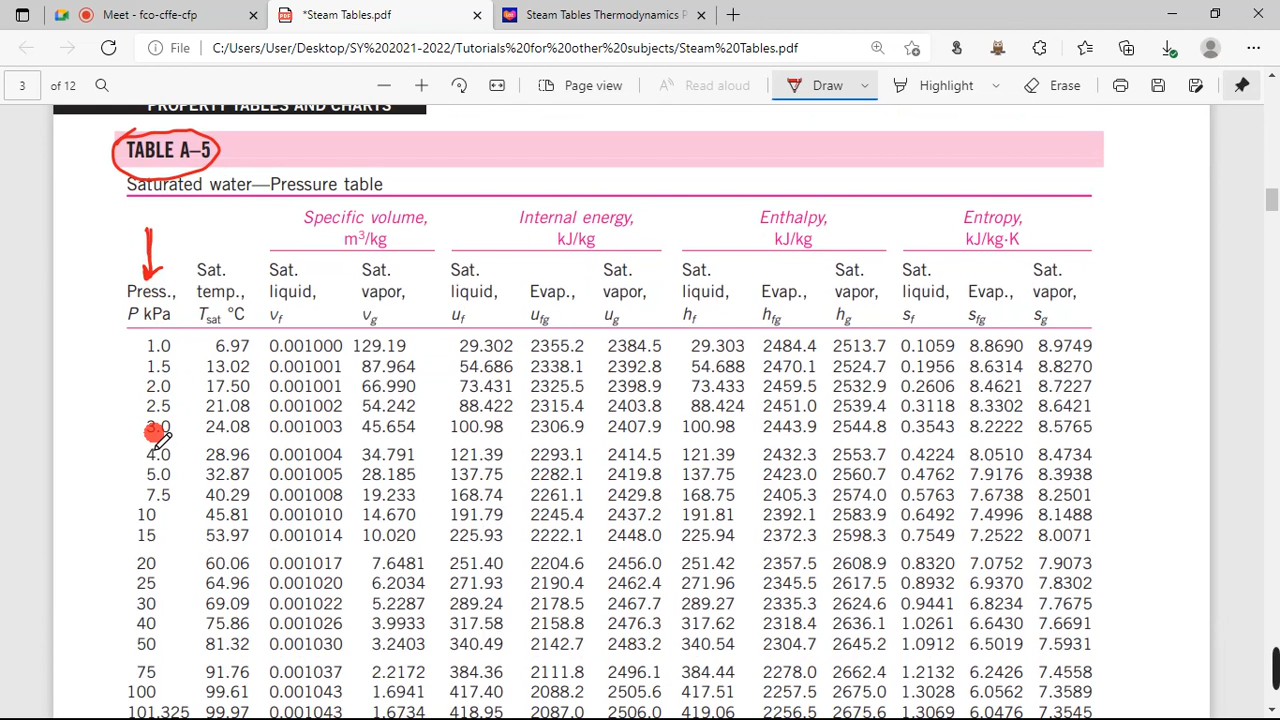 Meet - fco-cffe-cfp
*Steam Tables.pdf
Steam Tables Thermodynamics P
File C:/Users/User/Desktop/SY%202021-2022/Tutorials%20for%20other%20subjects/Steam%20Tables.pdf
3 of 12 Page view Read aloud Draw Highlight Erase
PROPERTY TABLES AND CHARTS
TABLE A–5
Saturated water—Pressure table
Specific volume, Internal energy, Enthalpy, Entropy,
m³/kg kJ/kg kJ/kg kJ/kg·K
Sat. Sat. Sat. Sat. Sat. Sat. Sat. Sat. Sat.
Press., temp., liquid, vapor, liquid, Evap., vapor, liquid, Evap., vapor, liquid, Evap., vapor,
P kPa Tsat °C vf vg uf ufg ug hf hfg hg sf sfg sg
1.0 6.97 0.001000 129.19 29.302 2355.2 2384.5 29.303 2484.4 2513.7 0.1059 8.8690 8.9749
1.5 13.02 0.001001 87.964 54.686 2338.1 2392.8 54.688 2470.1 2524.7 0.1956 8.6314 8.8270
2.0 17.50 0.001001 66.990 73.431 2325.5 2398.9 73.433 2459.5 2532.9 0.2606 8.4621 8.7227
2.5 21.08 0.001002 54.242 88.422 2315.4 2403.8 88.424 2451.0 2539.4 0.3118 8.3302 8.6421
3.0 24.08 0.001003 45.654 100.98 2306.9 2407.9 100.98 2443.9 2544.8 0.3543 8.2222 8.5765
4.0 28.96 0.001004 34.791 121.39 2293.1 2414.5 121.39 2432.3 2553.7 0.4224 8.0510 8.4734
5.0 32.87 0.001005 28.185 137.75 2282.1 2419.8 137.75 2423.0 2560.7 0.4762 7.9176 8.3938
7.5 40.29 0.001008 19.233 168.74 2261.1 2429.8 168.75 2405.3 2574.0 0.5763 7.6738 8.2501
10 45.81 0.001010 14.670 191.79 2245.4 2437.2 191.81 2392.1 2583.9 0.6492 7.4996 8.1488
15 53.97 0.001014 10.020 225.93 2222.1 2448.0 225.94 2372.3 2598.3 0.7549 7.2522 8.0071
20 60.06 0.001017 7.6481 251.40 2204.6 2456.0 251.42 2357.5 2608.9 0.8320 7.0752 7.9073
25 64.96 0.001020 6.2034 271.93 2190.4 2462.4 271.96 2345.5 2617.5 0.8932 6.9370 7.8302
30 69.09 0.001022 5.2287 289.24 2178.5 2467.7 289.27 2335.3 2624.6 0.9441 6.8234 7.7675
40 75.86 0.001026 3.9933 317.58 2158.8 2476.3 317.62 2318.4 2636.1 1.0261 6.6430 7.6691
50 81.32 0.001030 3.2403 340.49 2142.7 2483.2 340.54 2304.7 2645.2 1.0912 6.5019 7.5931
75 91.76 0.001037 2.2172 384.36 2111.8 2496.1 384.44 2278.0 2662.4 1.2132 6.2426 7.4558
100 99.61 0.001043 1.6941 417.40 2088.2 2505.6 417.51 2257.5 2675.0 1.3028 6.0562 7.3589
101.325 99.97 0.001043 1.6734 418.95 2087.0 2506.0 419.06 2256.5 2675.6 1.3069 6.0476 7.3545